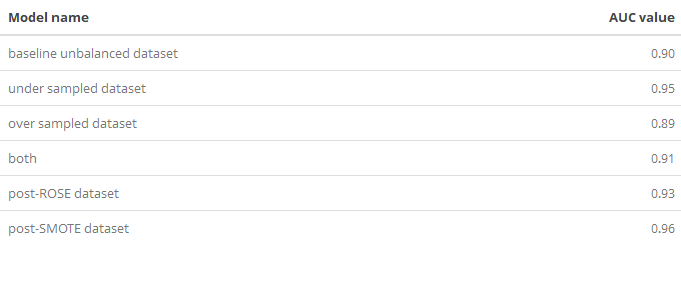 Model name AUC value
baseline unbalanced dataset 0.90
under sampled dataset 0.95
over sampled dataset 0.89
both 0.91
post-ROSE dataset 0.93
post-SMOTE dataset 0.96